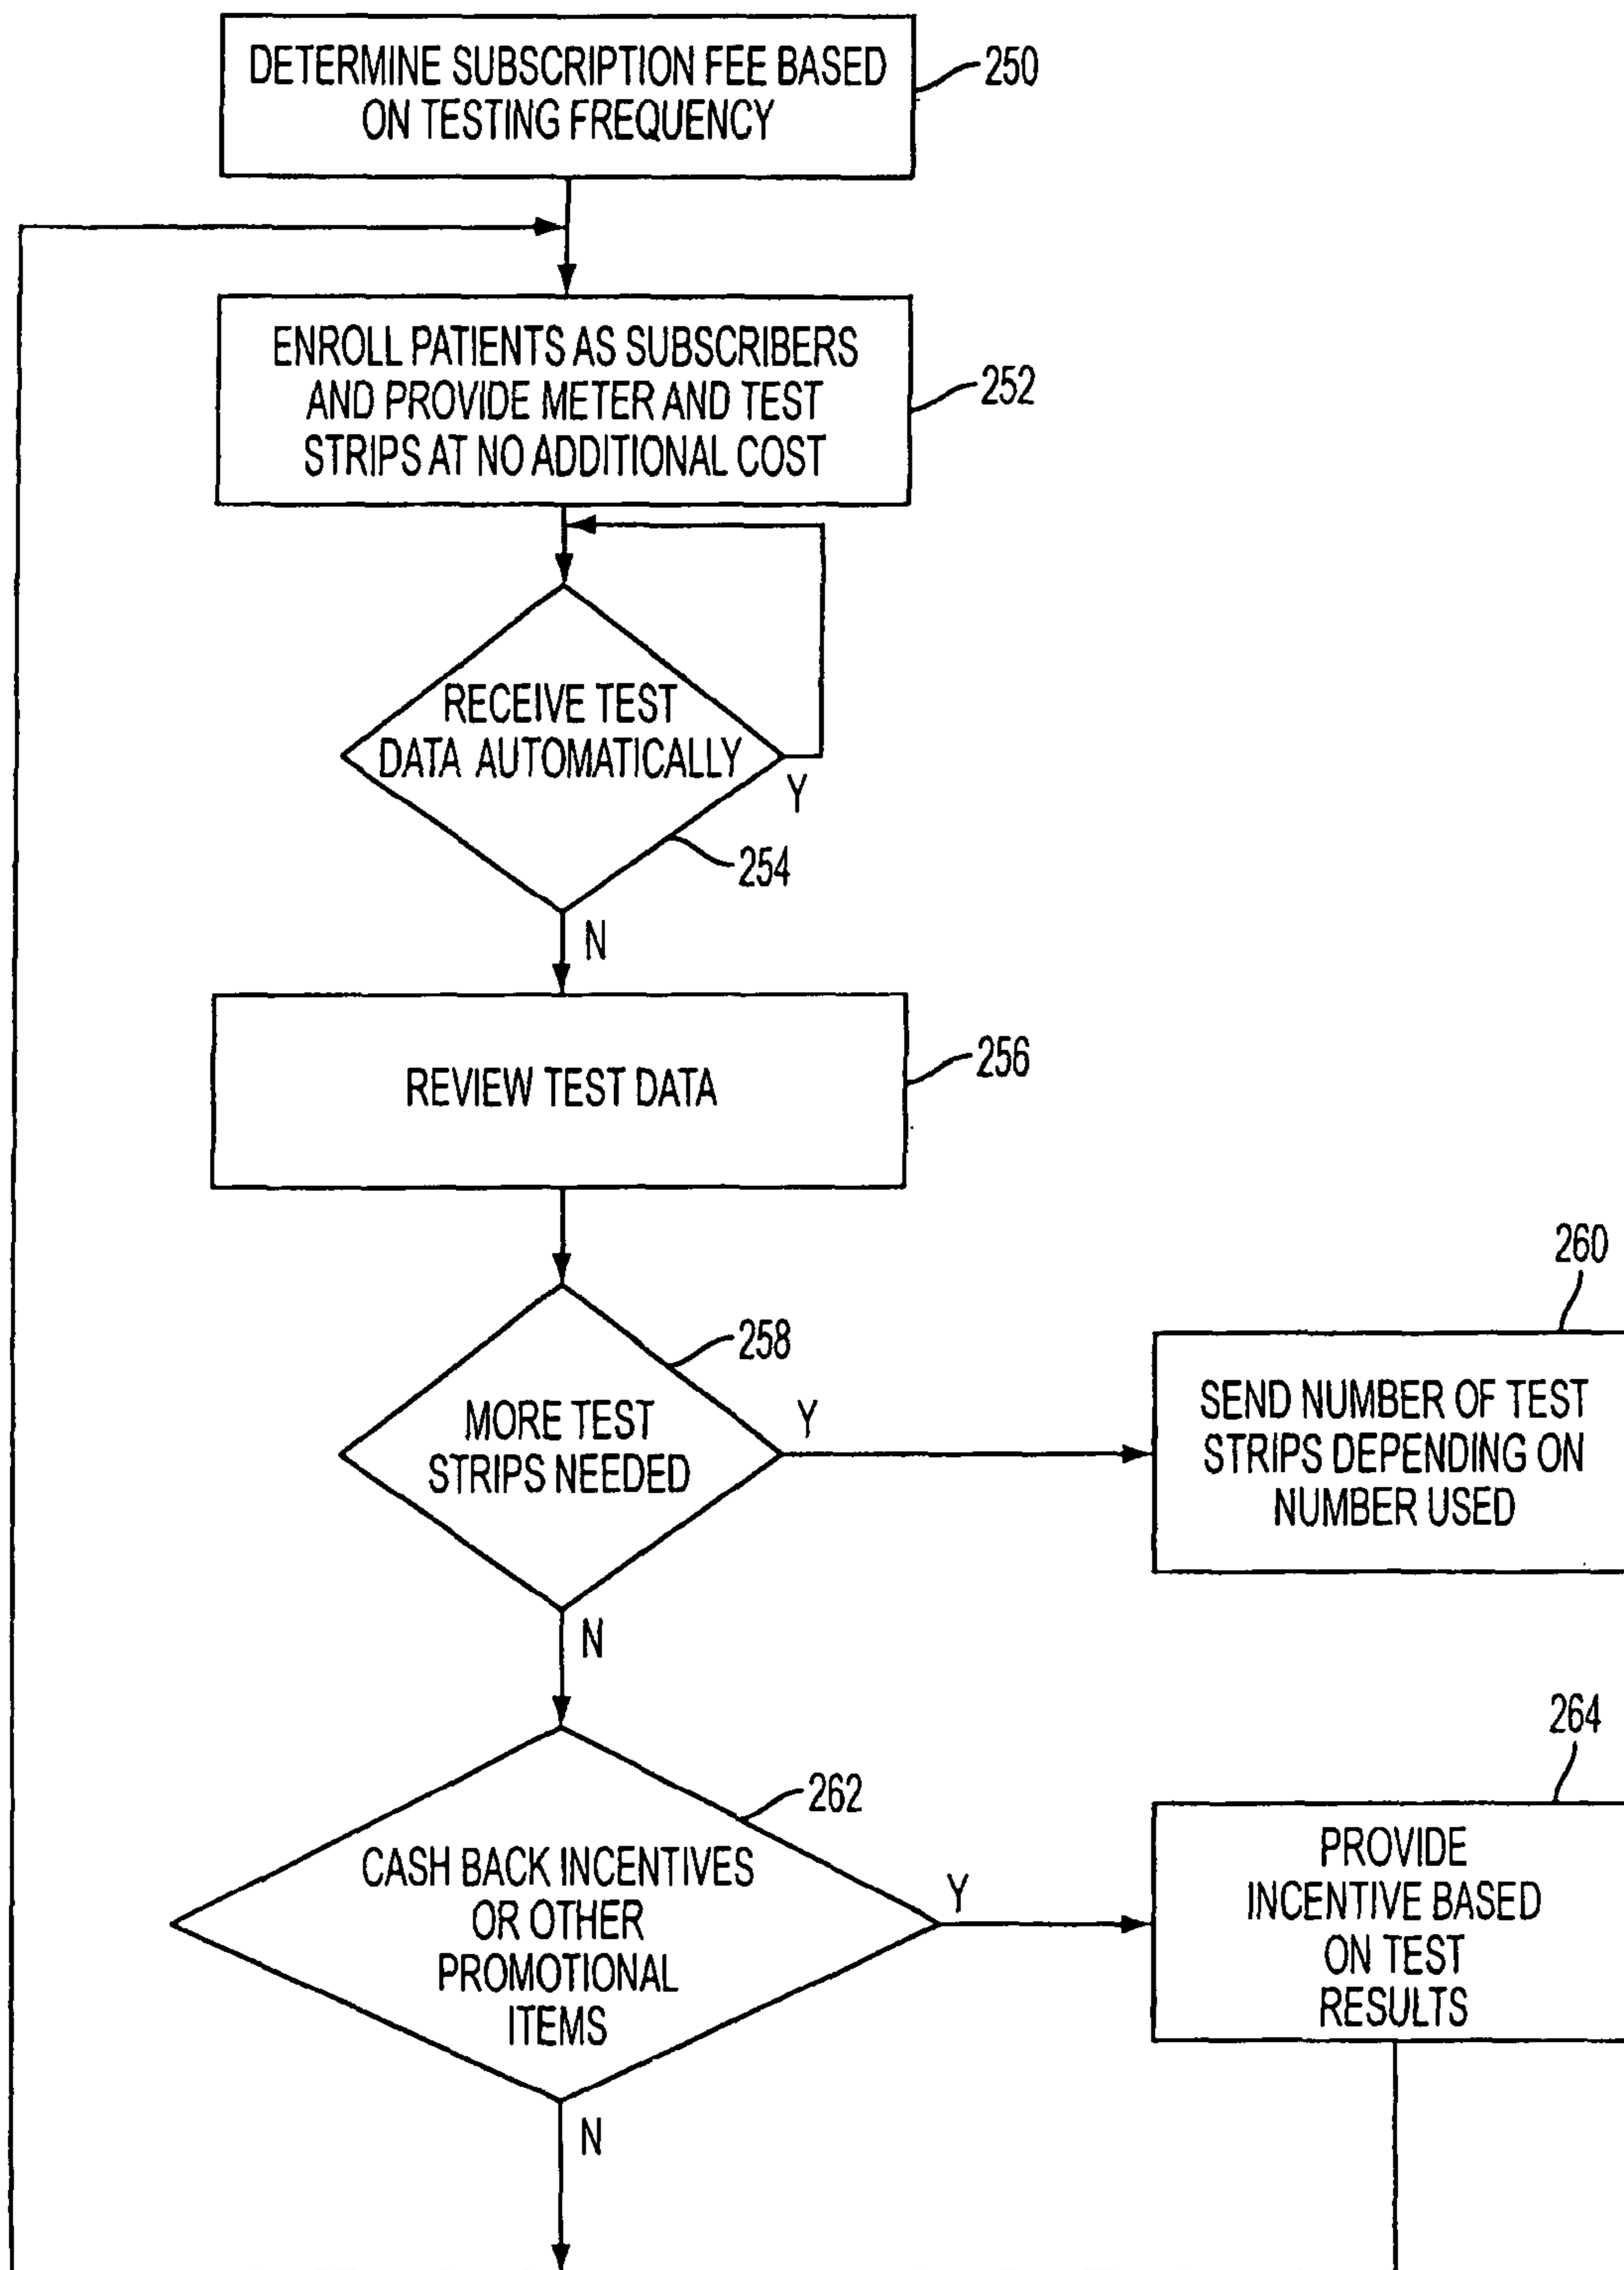 DETERMINE SUBSCRIPTION FEE BASED
ON TESTING FREQUENCY
250
ENROLL PATIENTS AS SUBSCRIBERS
AND PROVIDE METER AND TEST
STRIPS AT NO ADDITIONAL COST
252
RECEIVE TEST
DATA AUTOMATICALLY
Y
254
N
REVIEW TEST DATA
256
258
MORE TEST
STRIPS NEEDED
Y
N
260
SEND NUMBER OF TEST
STRIPS DEPENDING ON
NUMBER USED
262
CASH BACK INCENTIVES
OR OTHER
PROMOTIONAL
ITEMS
Y
N
264
PROVIDE
INCENTIVE BASED
ON TEST
RESULTS